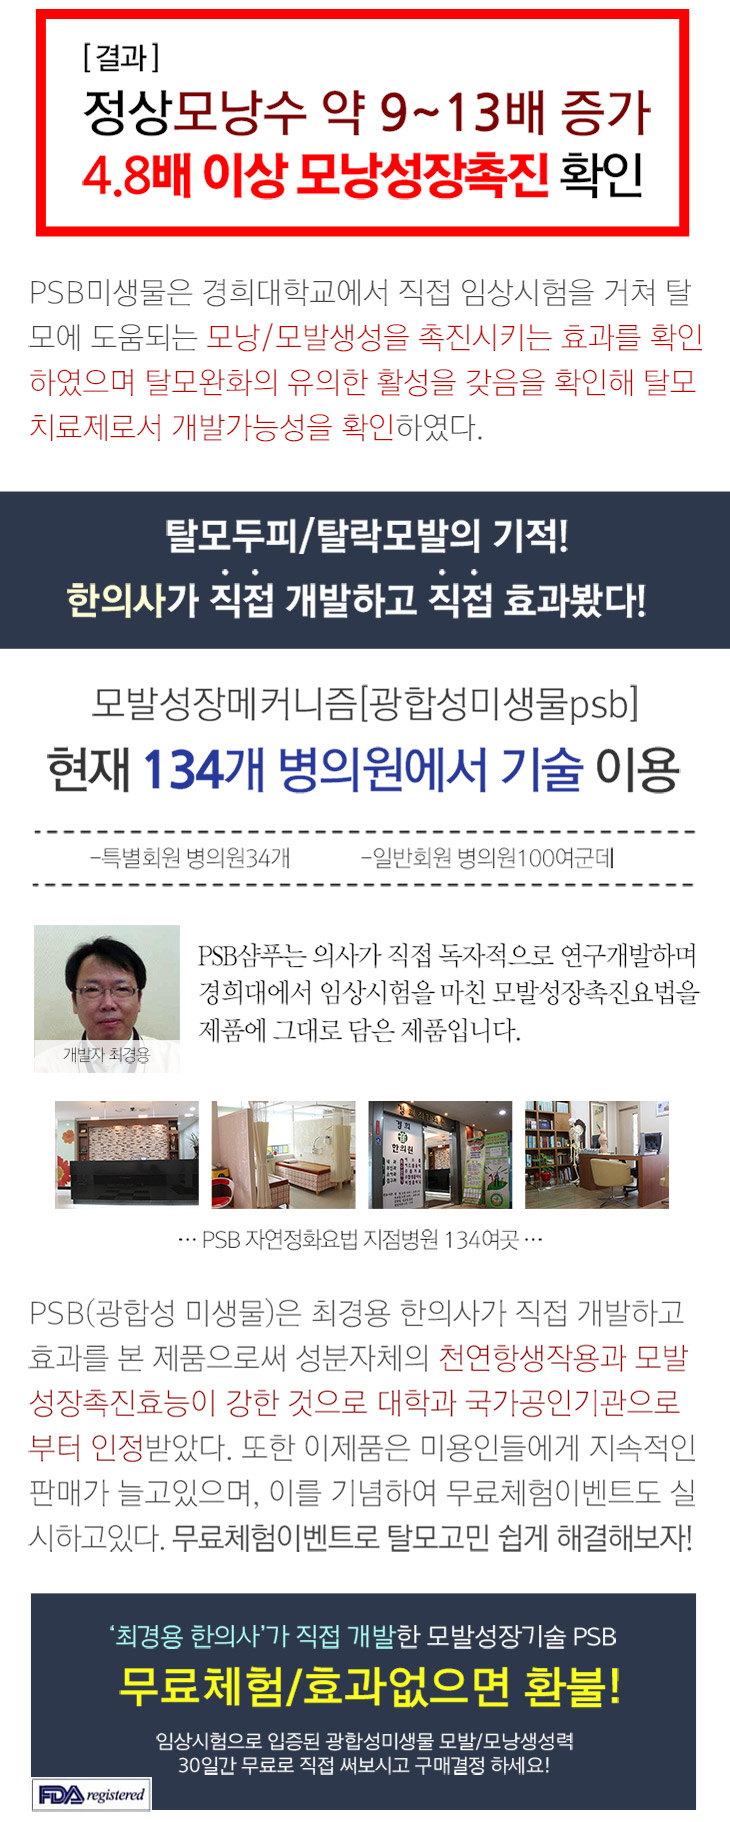 [결과]
정상모낭수 약 9~13배 증가
4.8배 이상 모낭성장촉진 확인
PSB미생물은 경희대학교에서 직접 임상시험을 거쳐 탈
모에 도움되는 모낭/모발생성을 촉진시키는 효과를 확인
하였으며 탈모완화의 유의한 활성을 갖음을 확인해 탈모
치료제로서 개발가능성을 확인하였다.
탈모두피/탈락모발의 기적!
한의사가 직접 개발하고 직접 효과봤다!
모발성장메커니즘[광합성미생물psb]
현재 134개 병의원에서 기술 이용
-특별회원 병의원34개 -일반회원 병의원100여군데
PSB샴푸는 의사가 직접 독자적으로 연구개발하며
경희대에서 임상시험을 마친 모발성장촉진요법을
제품에 그대로 담은 제품입니다.
개발자 최경용
경희
한의원
··· PSB 자연정화요법 지점병원 134여곳 ···
PSB(광합성 미생물)은 최경용 한의사가 직접 개발하고
효과를 본 제품으로써 성분자체의 천연항생작용과 모발
성장촉진효능이 강한 것으로 대학과 국가공인기관으로
부터 인정받았다. 또한 이제품은 미용인들에게 지속적인
판매가 늘고있으며, 이를 기념하여 무료체험이벤트도 실
시하고있다. 무료체험이벤트로 탈모고민 쉽게 해결해보자!
‘최경용 한의사’가 직접 개발한 모발성장기술 PSB
무료체험/효과없으면 환불!
임상시험으로 입증된 광합성미생물 모발/모낭생성력
30일간 무료로 직접 써보시고 구매결정 하세요!
FDA registered